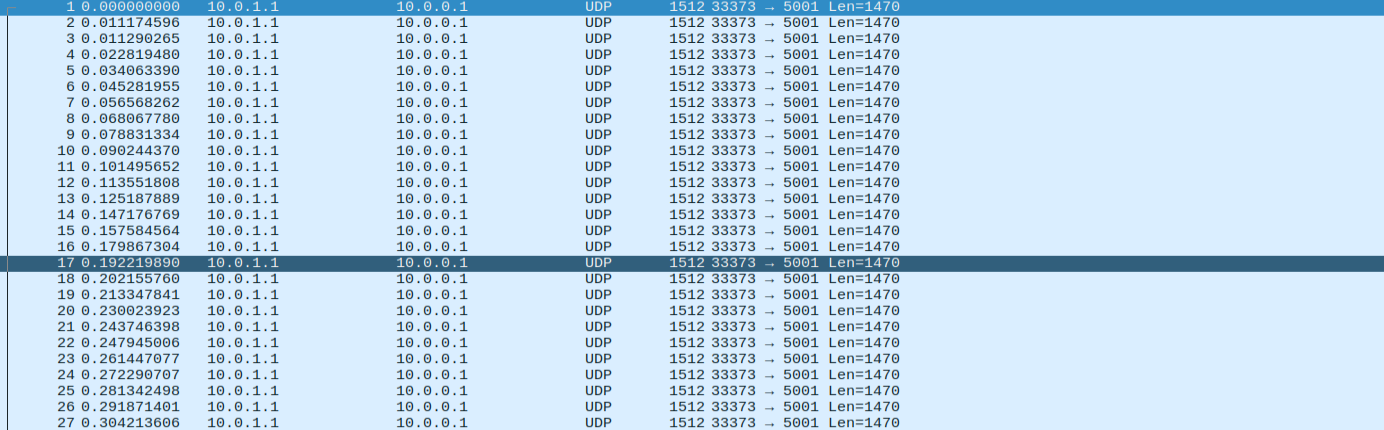 1 0.000000000 10.0.1.1 10.0.0.1 UDP 1512 33373 → 5001 Len=1470
2 0.011174596 10.0.1.1 10.0.0.1 UDP 1512 33373 → 5001 Len=1470
3 0.011290265 10.0.1.1 10.0.0.1 UDP 1512 33373 → 5001 Len=1470
4 0.022819480 10.0.1.1 10.0.0.1 UDP 1512 33373 → 5001 Len=1470
5 0.034063390 10.0.1.1 10.0.0.1 UDP 1512 33373 → 5001 Len=1470
6 0.045281955 10.0.1.1 10.0.0.1 UDP 1512 33373 → 5001 Len=1470
7 0.056568262 10.0.1.1 10.0.0.1 UDP 1512 33373 → 5001 Len=1470
8 0.068067780 10.0.1.1 10.0.0.1 UDP 1512 33373 → 5001 Len=1470
9 0.078831334 10.0.1.1 10.0.0.1 UDP 1512 33373 → 5001 Len=1470
10 0.090244370 10.0.1.1 10.0.0.1 UDP 1512 33373 → 5001 Len=1470
11 0.101495652 10.0.1.1 10.0.0.1 UDP 1512 33373 → 5001 Len=1470
12 0.113551808 10.0.1.1 10.0.0.1 UDP 1512 33373 → 5001 Len=1470
13 0.125187889 10.0.1.1 10.0.0.1 UDP 1512 33373 → 5001 Len=1470
14 0.147176769 10.0.1.1 10.0.0.1 UDP 1512 33373 → 5001 Len=1470
15 0.157584564 10.0.1.1 10.0.0.1 UDP 1512 33373 → 5001 Len=1470
16 0.179867304 10.0.1.1 10.0.0.1 UDP 1512 33373 → 5001 Len=1470
17 0.192219890 10.0.1.1 10.0.0.1 UDP 1512 33373 → 5001 Len=1470
18 0.202155760 10.0.1.1 10.0.0.1 UDP 1512 33373 → 5001 Len=1470
19 0.213347841 10.0.1.1 10.0.0.1 UDP 1512 33373 → 5001 Len=1470
20 0.230023923 10.0.1.1 10.0.0.1 UDP 1512 33373 → 5001 Len=1470
21 0.243746398 10.0.1.1 10.0.0.1 UDP 1512 33373 → 5001 Len=1470
22 0.247945006 10.0.1.1 10.0.0.1 UDP 1512 33373 → 5001 Len=1470
23 0.261447077 10.0.1.1 10.0.0.1 UDP 1512 33373 → 5001 Len=1470
24 0.272290707 10.0.1.1 10.0.0.1 UDP 1512 33373 → 5001 Len=1470
25 0.281342498 10.0.1.1 10.0.0.1 UDP 1512 33373 → 5001 Len=1470
26 0.291871401 10.0.1.1 10.0.0.1 UDP 1512 33373 → 5001 Len=1470
27 0.304213606 10.0.1.1 10.0.0.1 UDP 1512 33373 → 5001 Len=1470